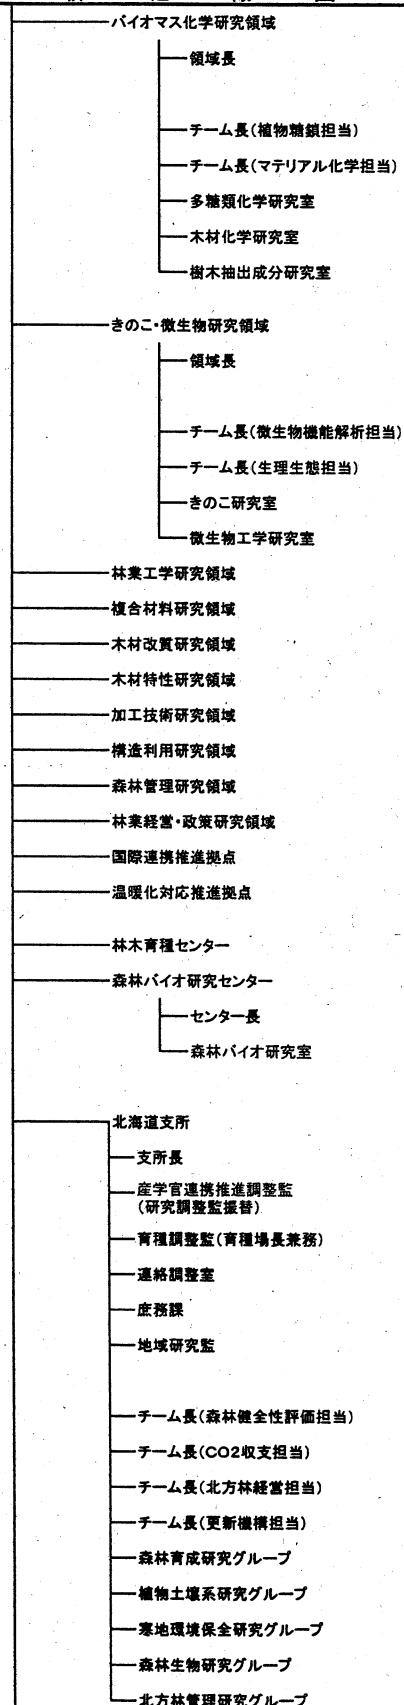 バイオマス化学研究領域
領域長
チーム長(植物糖鎖担当)
チーム長(マテリアル化学担当)
多糖類化学研究室
木材化学研究室
樹木抽出成分研究室
きのこ・微生物研究領域
領域長
チーム長(微生物機能解析担当)
チーム長(生理生態担当)
きのこ研究室
微生物工学研究室
林業工学研究領域
複合材料研究領域
木材改質研究領域
木材特性研究領域
加工技術研究領域
構造利用研究領域
森林管理研究領域
林業経営・政策研究領域
国際連携推進拠点
温暖化対応推進拠点
林木育種センター
森林バイオ研究センター
センター長
森林バイオ研究室
北海道支所
支所長
産学官連携推進調整監
(研究調整監振替)
育種調整監(育種場長兼務)
連絡調整室
庶務課
地域研究監
チーム長(森林健全性評価担当)
チーム長(CO2収支担当)
チーム長(北方林経営担当)
チーム長(更新機構担当)
森林育成研究グループ
植物土壌系研究グループ
寒地環境保全研究グループ
森林生物研究グループ
北方林管理研究グループ